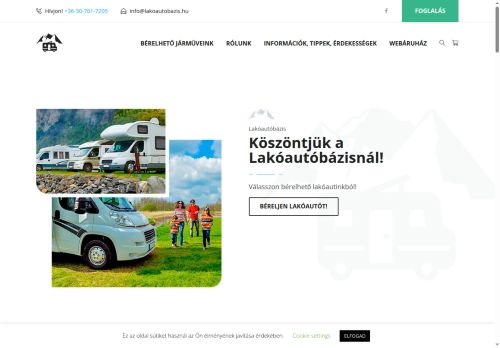 Hívjon! +36-30-701-7205
info@lakoautobazis.hu
FOGLALÁS
BÉRELHETŐ JÁRMŰVEINK
RÓLUNK
INFORMÁCIÓK, TIPPEK, ÉRDEKESSÉGEK
WEBÁRUHÁZ
Lakóautóbázis
Köszöntjük a
Lakóautóbázisnál!
Válasszon bérelhető lakóautinkból!
BÉRELJEN LAKÓAUTÓT!
Ez az oldal sütiket használ az Ön élményének javítása érdekében.
Cookie settings
ELFOGAD